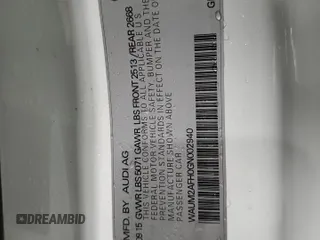 MFD. BY AUDI AG
09.15 GVWR LBS 5071 GAWR LBS FRONT 2513 / REAR 2668
THIS VEHICLE CONFORMS TO ALL APPLICABLE U.S.
FEDERAL MOTOR VEHICLE SAFETY, BUMPER AND THEFT
PREVENTION STANDARDS IN EFFECT ON THE DATE OF
MANUFACTURE SHOWN ABOVE
PASSENGER CAR
WAUM2AFH0GN002940
DREAMBID